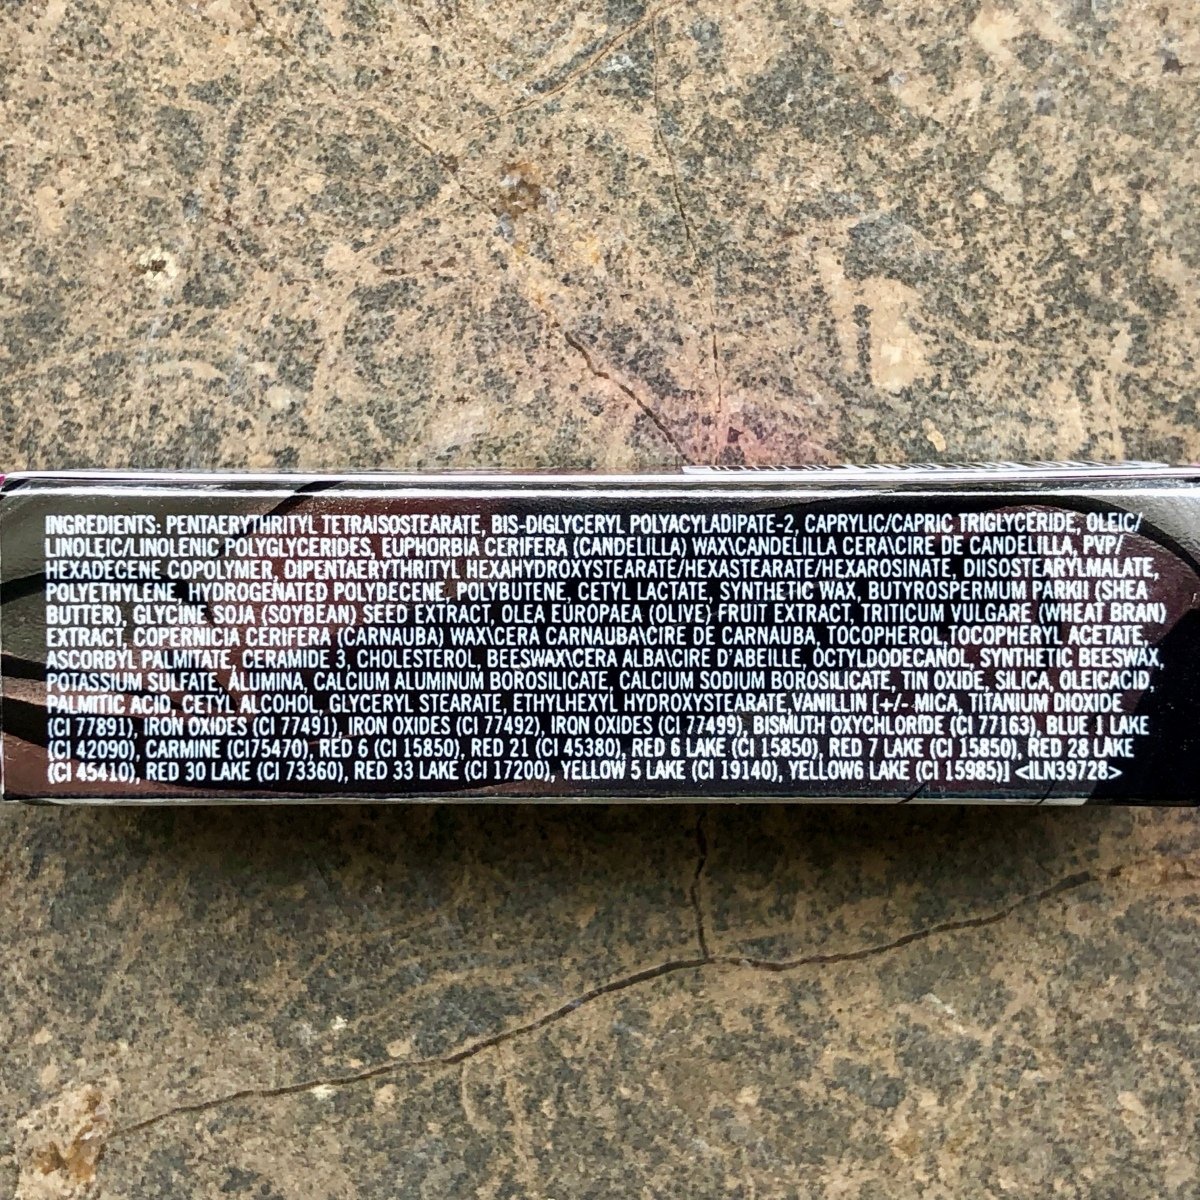 INGREDIENTS: PENTAERYTHRITYL TETRAISOSTEARATE, BIS-DIGLYCERYL POLYACYLADIPATE-2, CAPRYLIC/CAPRIC TRIGLYCERIDE, OLEIC/
LINOLEIC/LINOLENIC POLYGLYCERIDES, EUPHORBIA CERIFERA (CANDELILLA) WAX\CANDELILLA CERA\CIRE DE CANDELILLA, PVP/
HEXADECENE COPOLYMER, DIPENTAERYTHRITYL HEXAHYDROXYSTEARATE/HEXASTEARATE/HEXAROSINATE, DIISOSTEARYLMALATE,
POLYETHYLENE, HYDROGENATED POLYDECENE, POLYBUTENE, CETYL LACTATE, SYNTHETIC WAX, BUTYROSPERMUM PARKII (SHEA
BUTTER), GLYCINE SOJA (SOYBEAN) SEED EXTRACT, OLEA EUROPAEA (OLIVE) FRUIT EXTRACT, TRITICUM VULGARE (WHEAT BRAN)
EXTRACT, COPERNICIA CERIFERA (CARNAUBA) WAX\CERA CARNAUBA\CIRE DE CARNAUBA, TOCOPHEROL, TOCOPHERYL ACETATE,
ASCORBYL PALMITATE, CERAMIDE 3, CHOLESTEROL, BEESWAX\CERA ALBA\CIRE D'ABEILLE, OCTYLDODECANOL, SYNTHETIC BEESWAX,
POTASSIUM SULFATE, ALUMINA, CALCIUM ALUMINUM BOROSILICATE, CALCIUM SODIUM BOROSILICATE, TIN OXIDE, SILICA, OLEICACID,
PALMITIC ACID, CETYL ALCOHOL, GLYCERYL STEARATE, ETHYLHEXYL HYDROXYSTEARATE,VANILLIN [+/- MICA, TITANIUM DIOXIDE
(CI 77891), IRON OXIDES (CI 77491), IRON OXIDES (CI 77492), IRON OXIDES (CI 77499), BISMUTH OXYCHLORIDE (CI 77163), BLUE 1 LAKE
(CI 42090), CARMINE (CI75470), RED 6 (CI 15850), RED 21 (CI 45380), RED 6 LAKE (CI 15850), RED 7 LAKE (CI 15850), RED 28 LAKE
(CI 45410), RED 30 LAKE (CI 73360), RED 33 LAKE (CI 17200), YELLOW 5 LAKE (CI 19140), YELLOW6 LAKE (CI 15985)] <ILN39728>